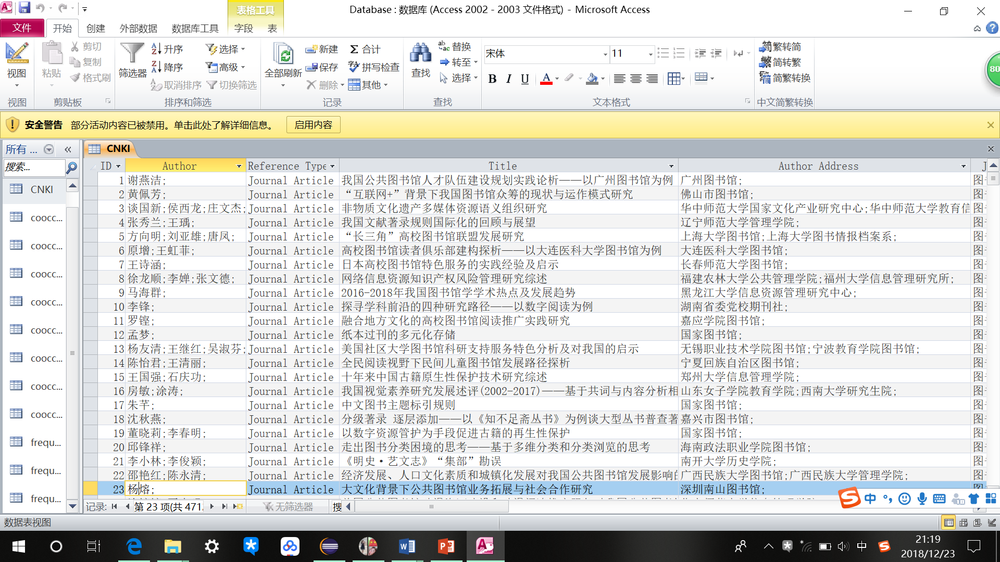 Database : 数据库 (Access 2002 - 2003 文件格式) - Microsoft Access
表格工具
文件 开始 创建 外部数据 数据库工具 字段 表
视图 粘贴 剪切 复制 格式刷 筛选器 升序 降序 取消排序 选择 高级 切换筛选 全部刷新 新建 保存 删除 合计 拼写检查 其他 查找 替换 转至 选择 宋体 11 B I U A 繁转简 简转繁 简繁转换
视图 剪贴板 排序和筛选 记录 查找 文本格式 中文简繁转换
80
安全警告 部分活动内容已被禁用。单击此处了解详细信息。 启用内容
所有 ... «
搜索...
CNKI
coocc...
coocc...
coocc...
coocc...
coocc...
coocc...
coocc...
coocc...
frequ...
frequ...
frequ...
CNKI
ID Author Reference Type Title Author Address
1 谢燕洁; Journal Article 我国公共图书馆人才队伍建设规划实践论析——以广州图书馆为例 广州图书馆; 图
2 黄佩芳; Journal Article “互联网+”背景下我国图书馆众筹的现状与运作模式研究 佛山市图书馆; 图
3 谈国新;侯西龙;庄文杰; Journal Article 非物质文化遗产多媒体资源语义组织研究 华中师范大学国家文化产业研究中心;华中师范大学教育信 图
4 张秀兰;王瑀; Journal Article 我国文献著录规则国际化的回顾与展望 辽宁师范大学管理学院; 图
5 方向明;刘亚雄;唐凤; Journal Article “长三角”高校图书馆联盟发展研究 上海大学图书馆;上海大学图书情报档案系; 图
6 原增;王虹菲; Journal Article 高校图书馆读者俱乐部建构探析——以大连医科大学图书馆为例 大连医科大学图书馆; 图
7 王诗涵; Journal Article 日本高校图书馆特色服务的实践经验及启示 长春师范大学图书馆; 图
8 徐龙顺;李婵;张文德; Journal Article 网络信息资源知识产权风险管理研究综述 福建农林大学公共管理学院;福州大学信息管理研究所; 图
9 马海群; Journal Article 2016-2018年我国图书馆学学术热点及发展趋势 黑龙江大学信息资源管理研究中心; 图
10 李锋; Journal Article 探寻学科前沿的四种研究路径——以数字阅读为例 湖南省委党校期刊社; 图
11 罗铿; Journal Article 融合地方文化的高校图书馆阅读推广实践研究 嘉应学院图书馆; 图
12 孟梦; Journal Article 纸本过刊的多元化存储 国家图书馆; 图
13 杨友清;王继红;吴淑芬; Journal Article 美国社区大学图书馆科研支持服务特色分析及对我国的启示 无锡职业技术学院图书馆;宁波教育学院图书馆; 图
14 陈怡君;王清丽; Journal Article 全民阅读视野下民间儿童图书馆发展路径探析 宁夏回族自治区图书馆; 图
15 王国强;石庆功; Journal Article 十年来中国古籍原生性保护技术研究综述 郑州大学信息管理学院; 图
16 房敏;涂涛; Journal Article 我国视觉素养研究发展述评(2002-2017)——基于共词与内容分析相 山东女子学院教育学院;西南大学研究生院; 图
17 朱芊; Journal Article 中文图书主题标引规则 国家图书馆; 图
18 沈秋燕; Journal Article 分级著录 逐层添加——以《知不足斋丛书》为例谈大型丛书普查著 嘉兴市图书馆; 图
19 董晓莉;李春明; Journal Article 以数字资源管护为手段促进古籍的再生性保护 国家图书馆; 图
20 邱锋祥; Journal Article 走出图书分类困境的思考——基于多维分类和分类浏览的思考 海南政法职业学院图书馆; 图
21 李小林;李俊颖; Journal Article 《明史·艺文志》“集部”勘误 南开大学历史学院; 图
22 邵艳红;陈永清; Journal Article 经济发展、人口文化素质和城镇化发展对我国公共图书馆发展影响的 广西民族大学图书馆;广西民族大学管理学院; 图
23 杨熔; Journal Article 大文化背景下公共图书馆业务拓展与社会合作研究 深圳南山图书馆; 图
记录: 第 23 项(共 471 无筛选器 搜
中
数据表视图
中
21:19
2018/12/23